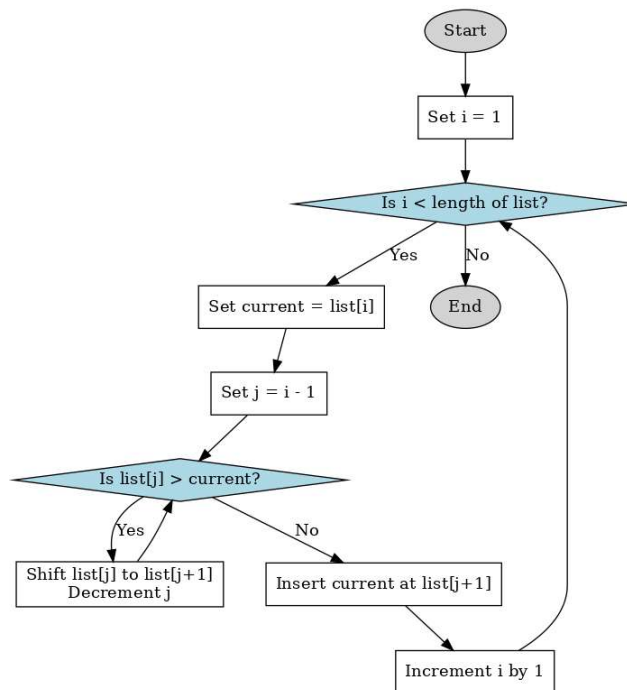 Start
Set i = 1
Is i < length of list?
Yes
No
Set current = list[i]
End
Set j = i - 1
Is list[j] > current?
Yes
No
Shift list[j] to list[j+1]
Decrement j
Insert current at list[j+1]
Increment i by 1